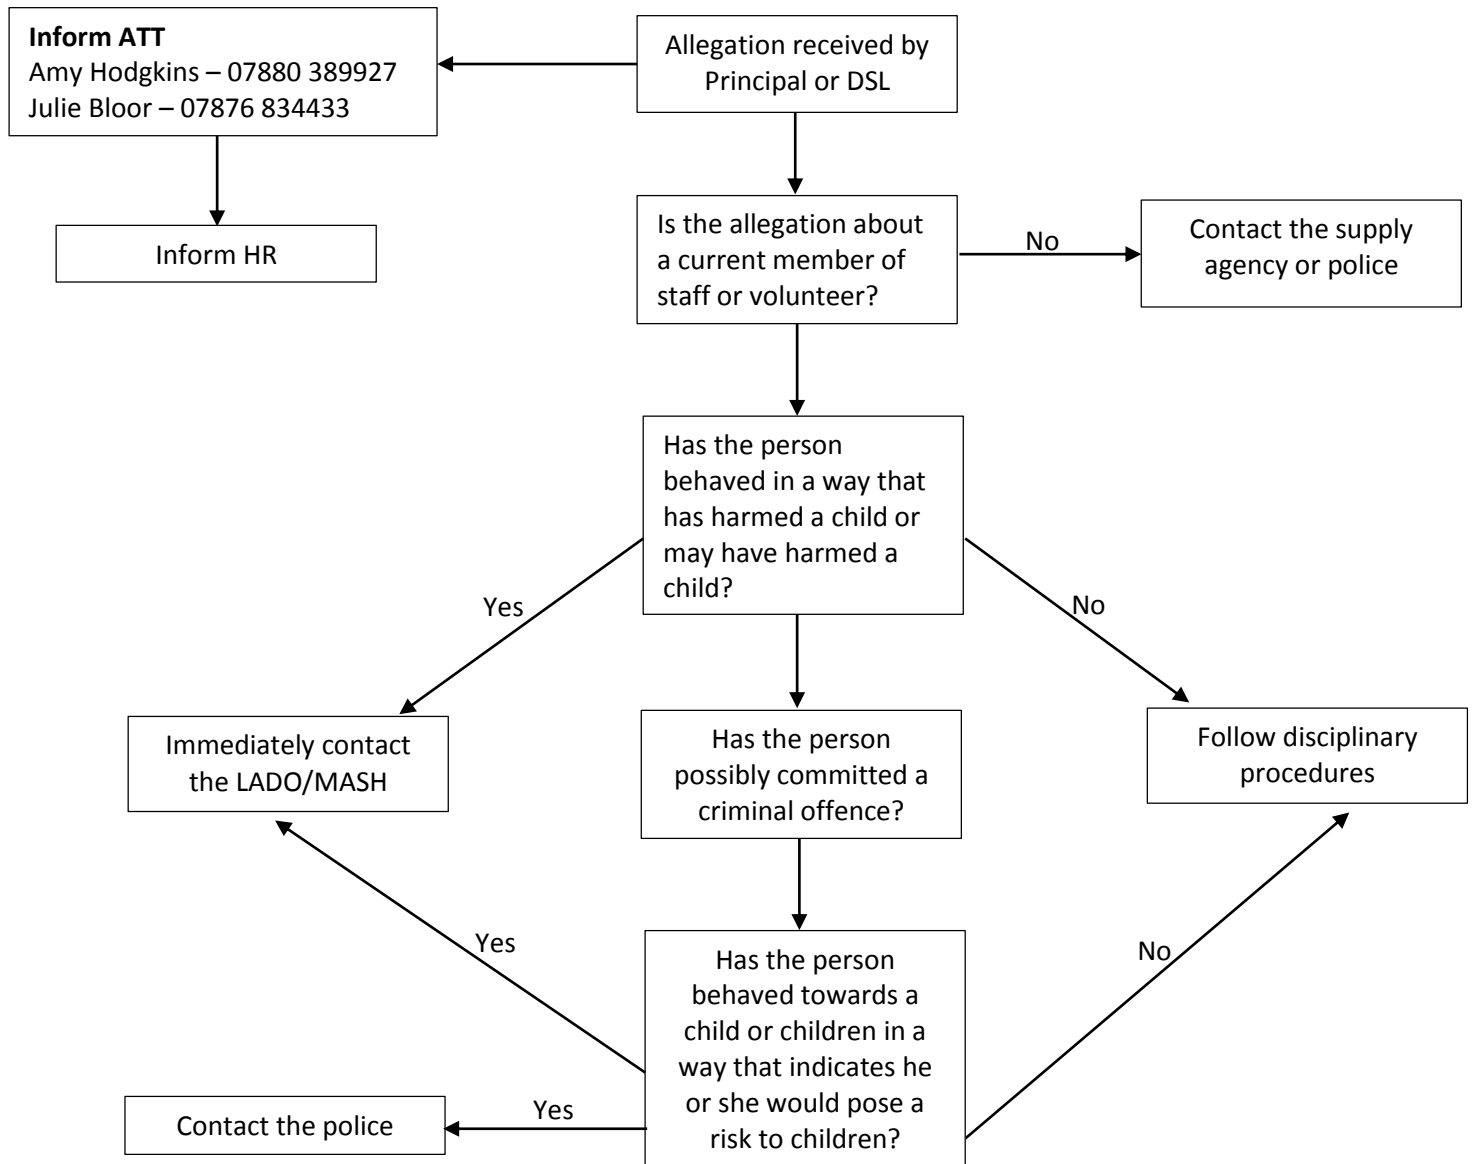 Inform ATT
Amy Hodgkins – 07880 389927
Julie Bloor – 07876 834433
Allegation received by
Principal or DSL
Inform HR
Is the allegation about
a current member of
staff or volunteer?
No
Contact the supply
agency or police
Has the person
behaved in a way that
has harmed a child or
may have harmed a
child?
Yes
No
Immediately contact
the LADO/MASH
Has the person
possibly committed a
criminal offence?
Follow disciplinary
procedures
Yes
No
Has the person
behaved towards a
child or children in a
way that indicates he
or she would pose a
risk to children?
Yes
Contact the police